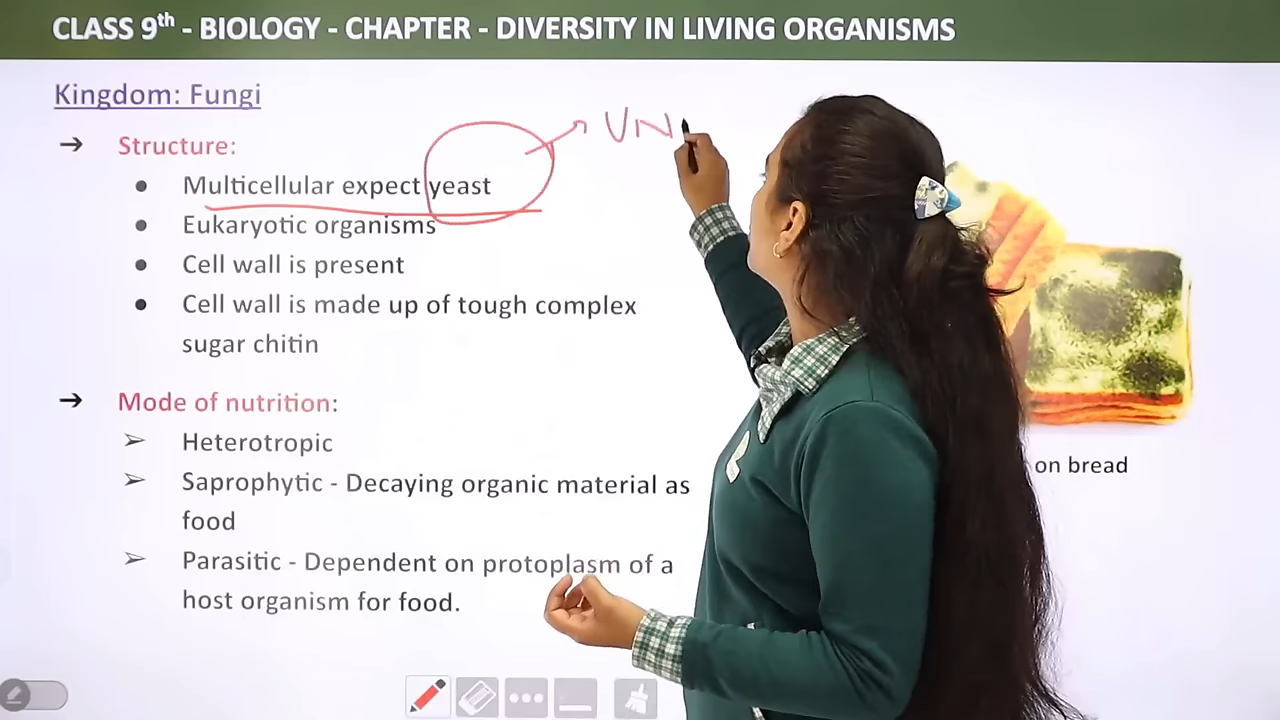 CLASS 9th - BIOLOGY - CHAPTER - DIVERSITY IN LIVING ORGANISMS
Kingdom: Fungi
→ Structure:
● Multicellular expect yeast
UN
● Eukaryotic organisms
● Cell wall is present
● Cell wall is made up of tough complex
sugar chitin
→ Mode of nutrition:
➢ Heterotropic
➢ Saprophytic - Decaying organic material as
food
➢ Parasitic - Dependent on protoplasm of a
host organism for food.
on bread